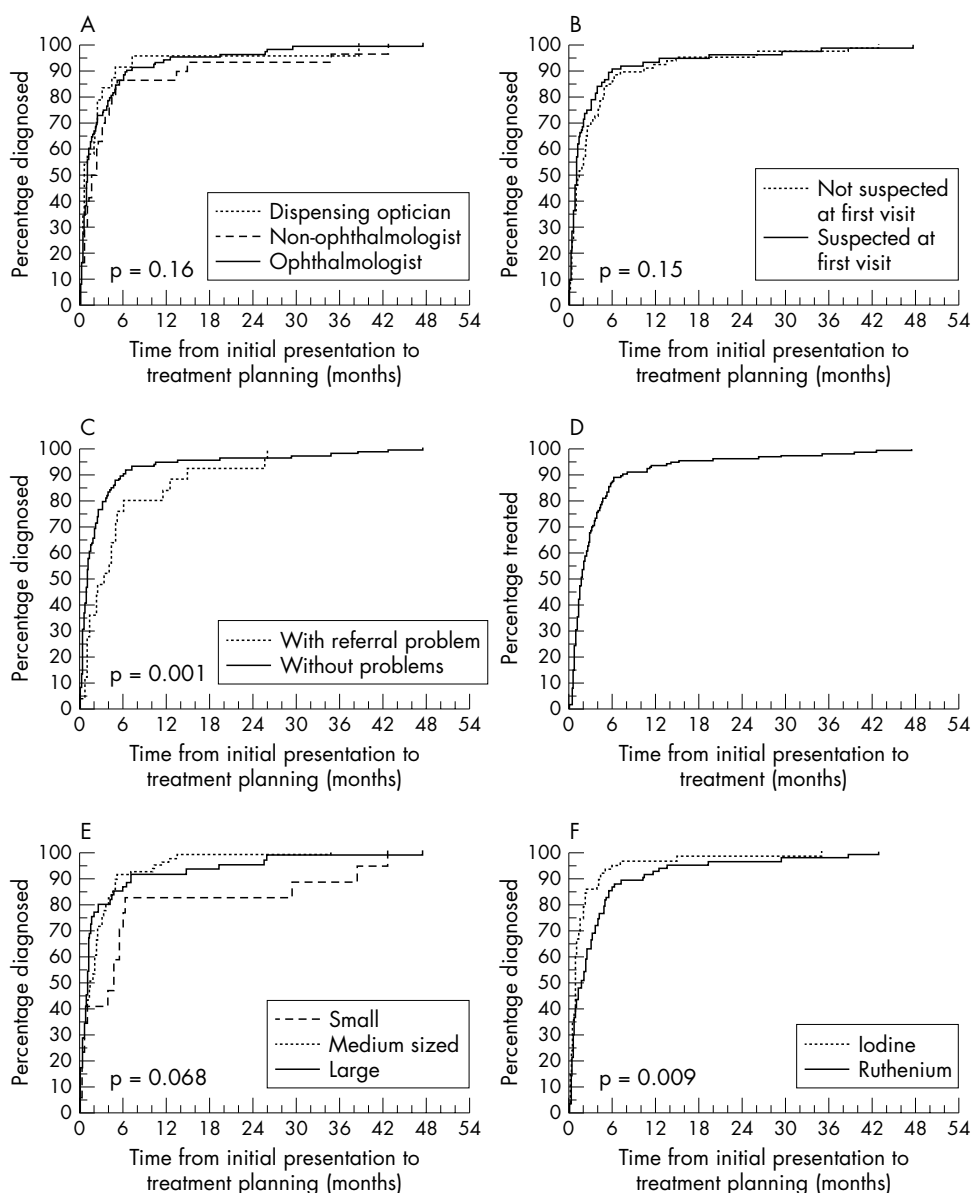 A
100
90
80
70
60
50
40
30
20
10
0
Percentage diagnosed
Dispensing optician
Non-ophthalmologist
Ophthalmologist
p = 0.16
0 6 12 18 24 30 36 42 48 54
Time from initial presentation to
treatment planning (months)
B
100
90
80
70
60
50
40
30
20
10
0
Percentage diagnosed
Not suspected
at first visit
Suspected at
first visit
p = 0.15
0 6 12 18 24 30 36 42 48 54
Time from initial presentation to
treatment planning (months)
C
100
90
80
70
60
50
40
30
20
10
0
Percentage diagnosed
With referral problem
Without problems
p = 0.001
0 6 12 18 24 30 36 42 48 54
Time from initial presentation to
treatment planning (months)
D
100
90
80
70
60
50
40
30
20
10
0
Percentage treated
0 6 12 18 24 30 36 42 48 54
Time from initial presentation to
treatment (months)
E
100
90
80
70
60
50
40
30
20
10
0
Percentage diagnosed
Small
Medium sized
Large
p = 0.068
0 6 12 18 24 30 36 42 48 54
Time from initial presentation to
treatment planning (months)
F
100
90
80
70
60
50
40
30
20
10
0
Percentage diagnosed
Iodine
Ruthenium
p = 0.009
0 6 12 18 24 30 36 42 48 54
Time from initial presentation to
treatment planning (months)